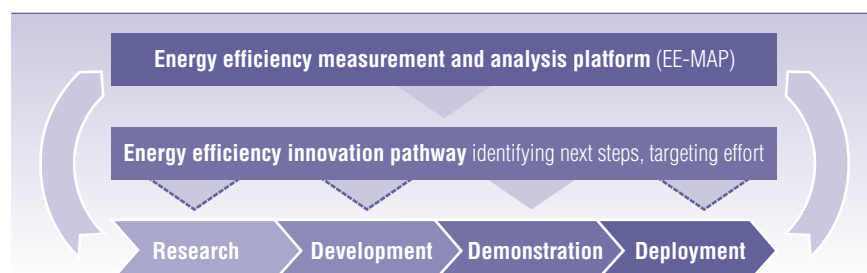 Energy efficiency measurement and analysis platform (EE-MAP)
Energy efficiency innovation pathway identifying next steps, targeting effort
Research Development Demonstration Deployment